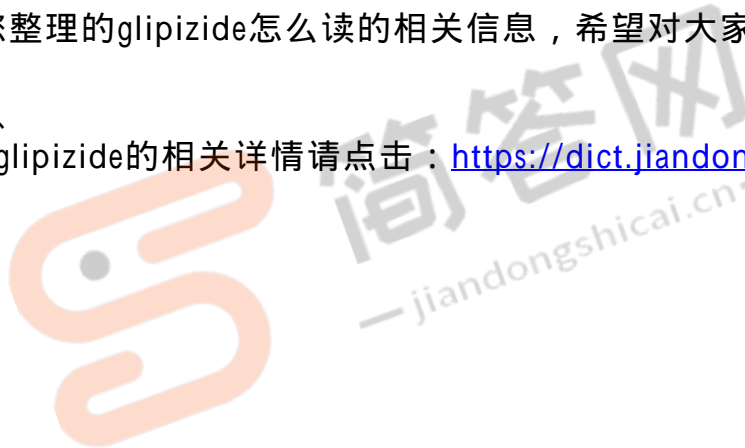 整理的glipizide怎么读的相关信息，希望对大家
、
glipizide的相关详情请点击：https://dict.jiandon
简答网
jiandongshicai.cn